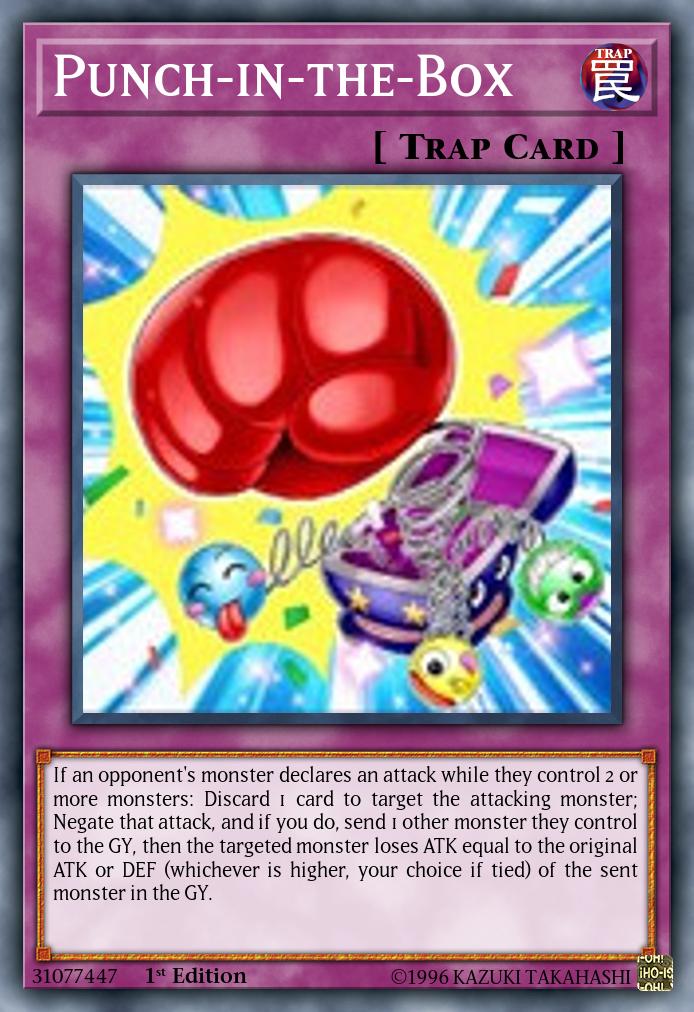 Punch-in-the-Box
TRAP
罠
[ Trap Card ]
If an opponent's monster declares an attack while they control 2 or
more monsters: Discard 1 card to target the attacking monster;
Negate that attack, and if you do, send 1 other monster they control
to the GY, then the targeted monster loses ATK equal to the original
ATK or DEF (whichever is higher, your choice if tied) of the sent
monster in the GY.
31077447 1st Edition ©1996 KAZUKI TAKAHASHI